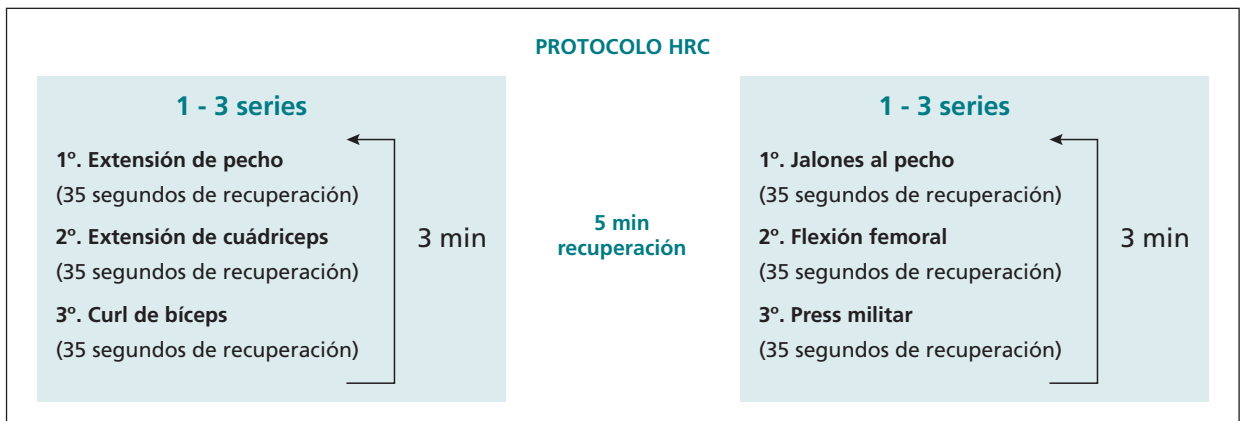 PROTOCOLO HRC
1 - 3 series
1º. Extensión de pecho
(35 segundos de recuperación)
2º. Extensión de cuádriceps
(35 segundos de recuperación)
3º. Curl de bíceps
(35 segundos de recuperación)
3 min
5 min
recuperación
1 - 3 series
1º. Jalones al pecho
(35 segundos de recuperación)
2º. Flexión femoral
(35 segundos de recuperación)
3º. Press militar
(35 segundos de recuperación)
3 min